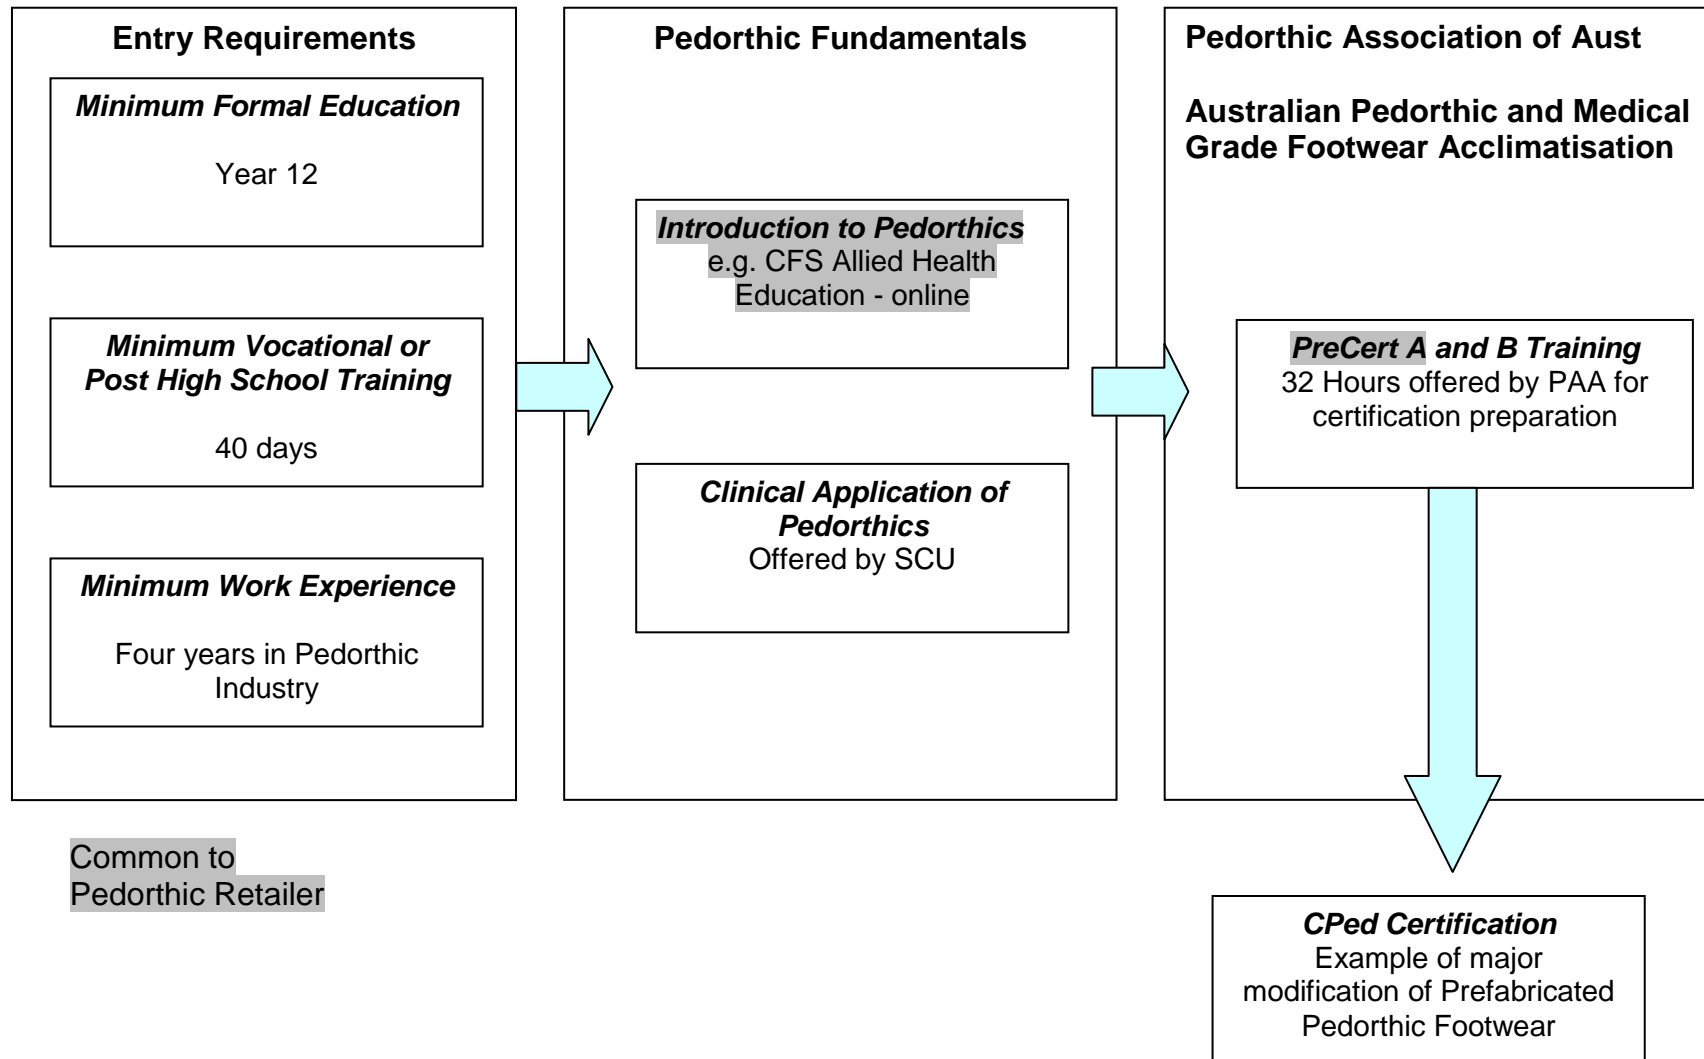 Entry Requirements
Minimum Formal Education
Year 12
Minimum Vocational or
Post High School Training
40 days
Minimum Work Experience
Four years in Pedorthic
Industry
Common to
Pedorthic Retailer
Pedorthic Fundamentals
Introduction to Pedorthics
e.g. CFS Allied Health
Education - online
Clinical Application of
Pedorthics
Offered by SCU
Pedorthic Association of Aust
Australian Pedorthic and Medical
Grade Footwear Acclimatisation
PreCert A and B Training
32 Hours offered by PAA for
certification preparation
CPed Certification
Example of major
modification of Prefabricated
Pedorthic Footwear